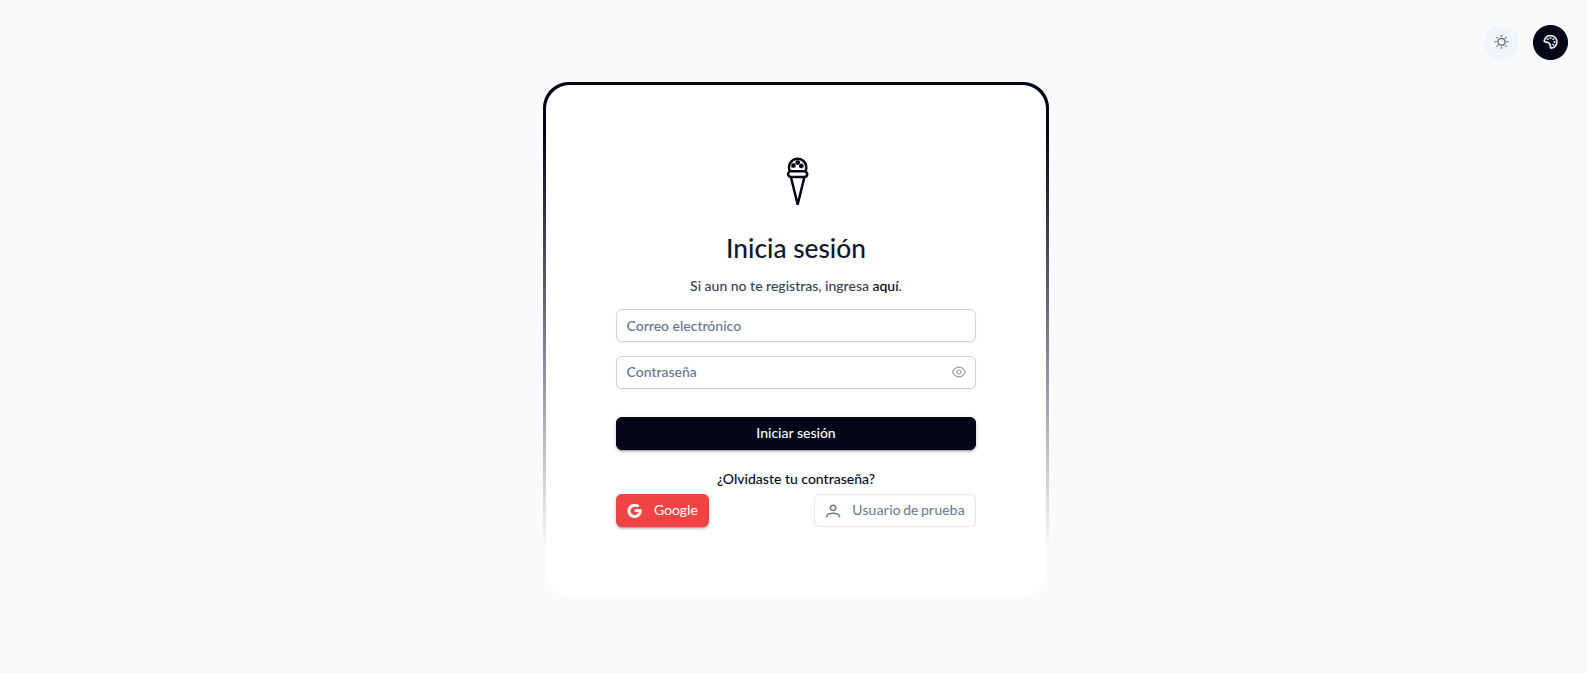 Inicia sesión
Si aun no te registras, ingresa aquí.
Correo electrónico
Contraseña
Iniciar sesión
¿Olvidaste tu contraseña?
Google
Usuario de prueba